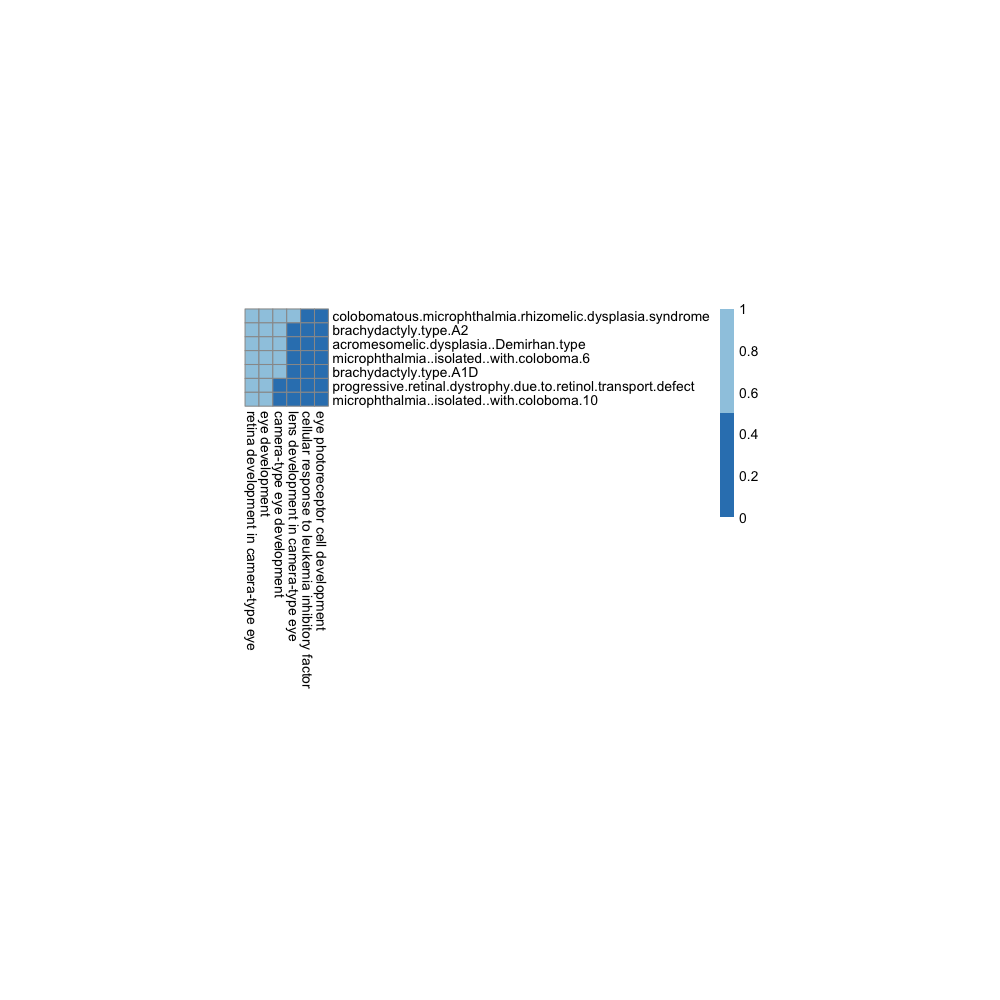 colobomatous.microphthalmia.rhizomelic.dysplasia.syndrome
brachydactyly.type.A2
acromesomelic.dysplasia..Demirhan.type
microphthalmia..isolated..with.coloboma.6
brachydactyly.type.A1D
progressive.retinal.dystrophy.due.to.retinol.transport.defect
microphthalmia..isolated..with.coloboma.10
retina development in camera-type eye
eye development
camera-type eye development
lens development in camera-type eye
cellular response to leukemia inhibitory factor
eye photoreceptor cell development
1
0.8
0.6
0.4
0.2
0